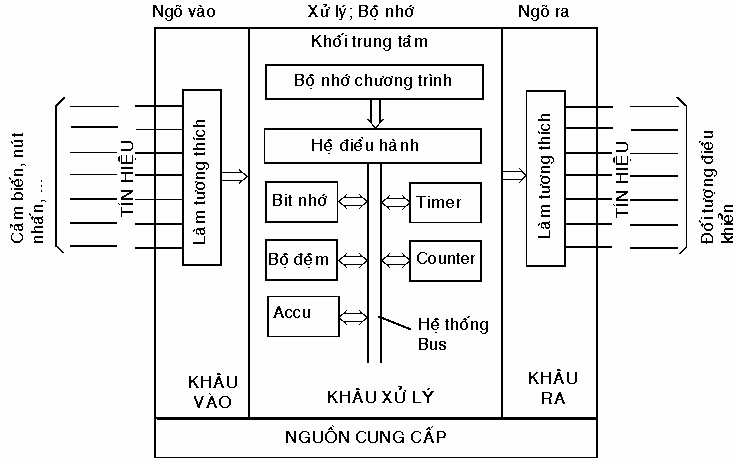 Ngõ vào
Xử lý; Bộ nhớ
Ngõ ra
Khối trung tâm
Bộ nhớ chương trình
Hệ điều hành
Cảm biến, nút
nhấn, ...
TÍN HIỆU
Làm tương thích
Bit nhớ
Timer
Bộ đệm
Counter
Accu
Hệ thống
Bus
Làm tương thích
TÍN HIỆU
Đối tượng điều
khiển
KHÂU
VÀO
KHÂU XỬ LÝ
KHÂU
RA
NGUỒN CUNG CẤP